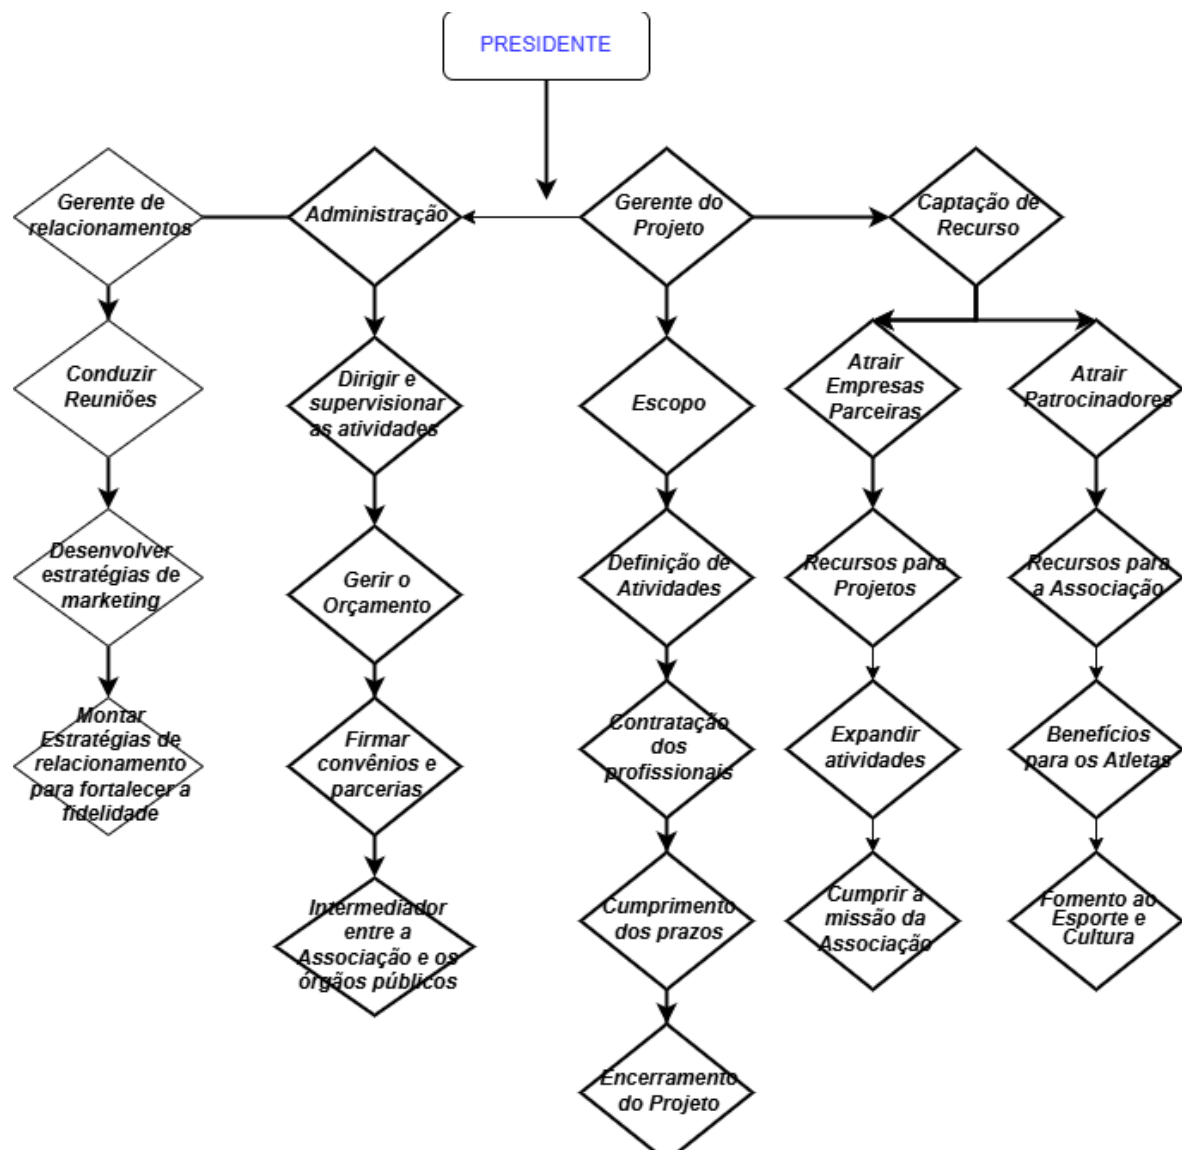 PRESIDENTE
Gerente de
relacionamentos
Administração
Gerente do
Projeto
Captação de
Recurso
Conduzir
Reuniões
Dirigir e
supervisionar
as atividades
Escopo
Atrair
Empresas
Parceiras
Atrair
Patrocinadores
Desenvolver
estratégias de
marketing
Gerir o
Orçamento
Definição de
Atividades
Recursos para
Projetos
Recursos para
a Associação
Montar
Estratégias de
relacionamento
para fortalecer a
fidelidade
Firmar
convênios e
parcerias
Contratação
dos
profissionais
Expandir
atividades
Benefícios
para os Atletas
Intermediador
entre a
Associação e os
órgãos públicos
Cumprimento
dos prazos
Cumprir a
missão da
Associação
Fomento ao
Esporte e
Cultura
Encerramento
do Projeto